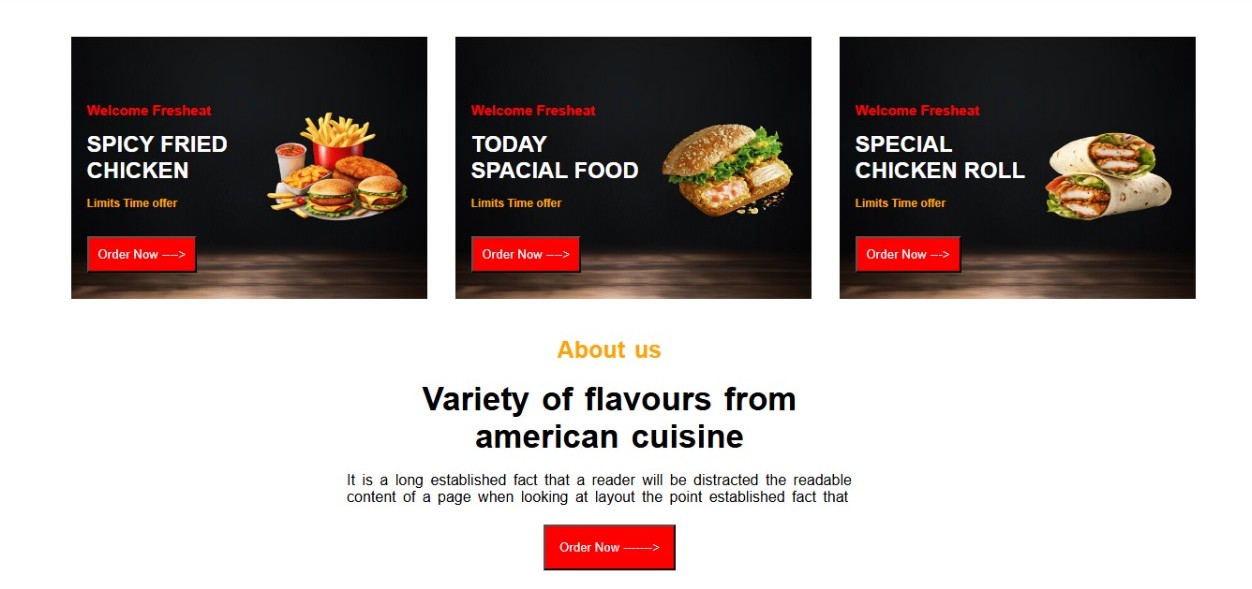 Welcome Fresheat
SPICY FRIED
CHICKEN
Limits Time offer
Order Now ---->
Welcome Fresheat
TODAY
SPACIAL FOOD
Limits Time offer
Order Now ---->
Welcome Fresheat
SPECIAL
CHICKEN ROLL
Limits Time offer
Order Now --->
About us
Variety of flavours from
american cuisine
It is a long established fact that a reader will be distracted the readable
content of a page when looking at layout the point established fact that
Order Now ------->